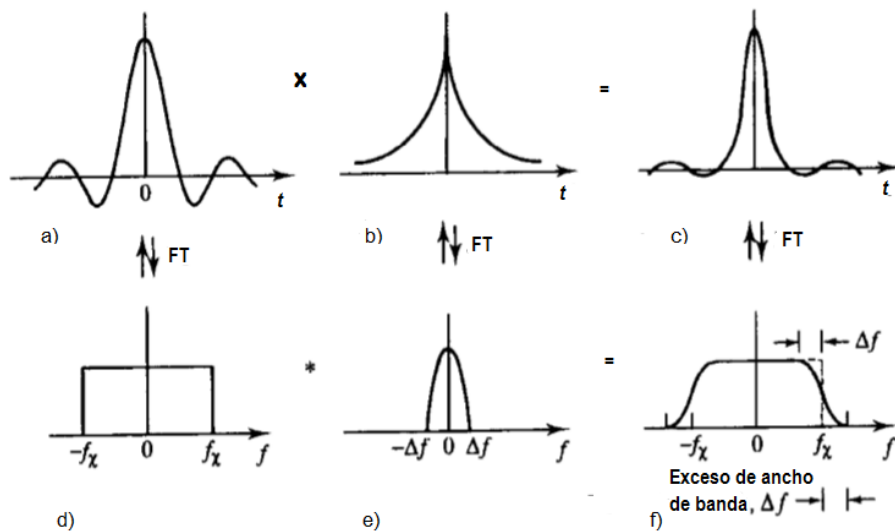 x
=
0
t
t
t
a)
b)
c)
FT
FT
FT
*
=
Δf
-fχ 0 fχ f
-Δf 0 Δf f
-fχ 0 fχ f
Exceso de ancho
de banda, Δf
d)
e)
f)